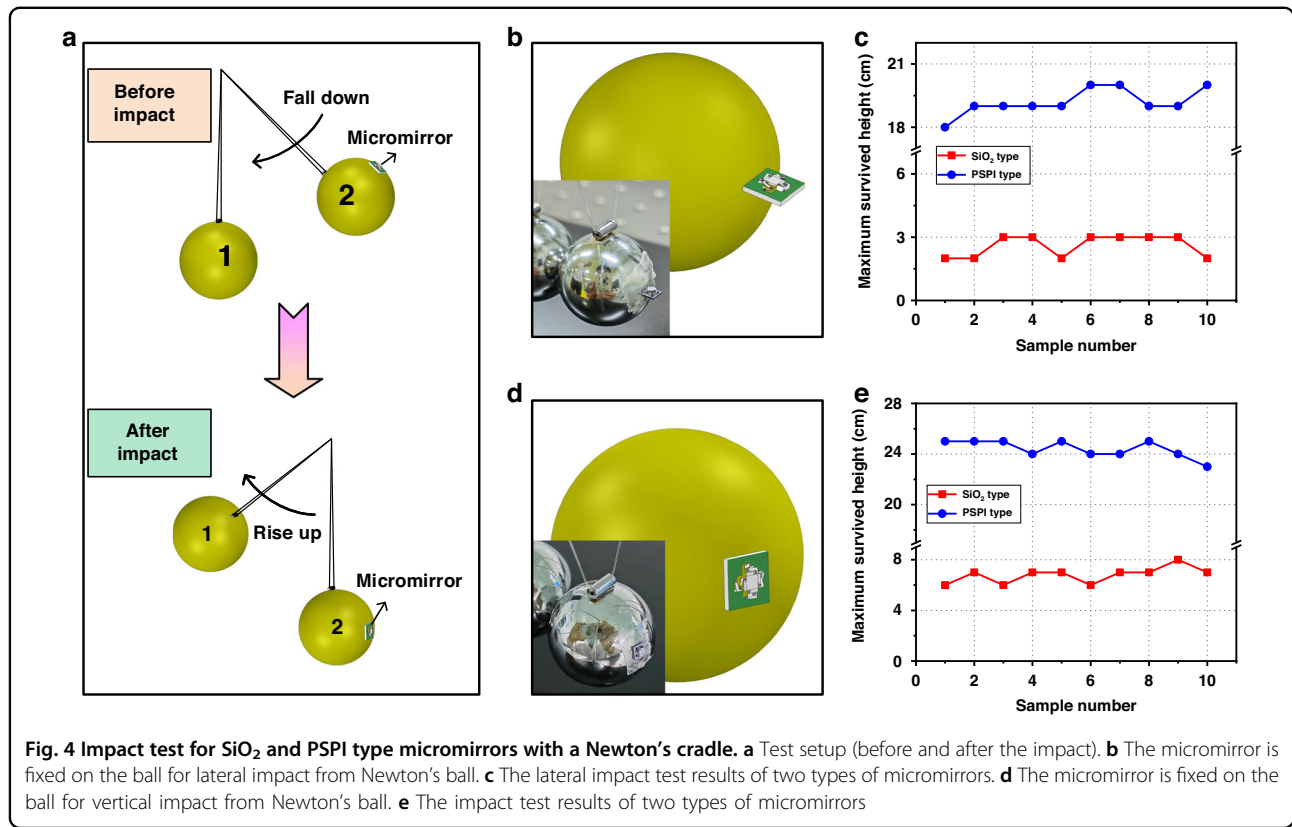 a
Before
impact
Fall down
Micromirror
2
1
After
impact
1
Rise up
Micromirror
2
b
c
Maximum survived height (cm)
21
18
6
3
0
SiO₂ type
PSPI type
0 2 4 6 8 10
Sample number
d
e
Maximum survived height (cm)
28
24
20
8
4
0
SiO₂ type
PSPI type
0 2 4 6 8 10
Sample number
Fig. 4 Impact test for SiO₂ and PSPI type micromirrors with a Newton's cradle. a Test setup (before and after the impact). b The micromirror is
fixed on the ball for lateral impact from Newton's ball. c The lateral impact test results of two types of micromirrors. d The micromirror is fixed on the
ball for vertical impact from Newton's ball. e The impact test results of two types of micromirrors